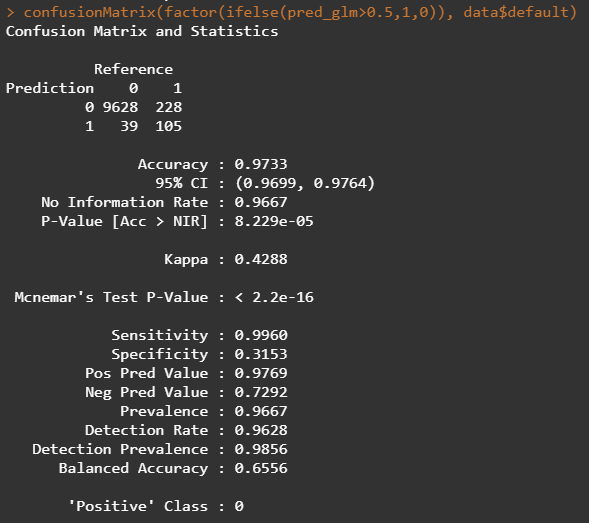 > confusionMatrix(factor(ifelse(pred_glm>0.5,1,0)), data$default)
Confusion Matrix and Statistics
Reference
Prediction 0 1
0 9628 228
1 39 105
Accuracy : 0.9733
95% CI : (0.9699, 0.9764)
No Information Rate : 0.9667
P-Value [Acc > NIR] : 8.229e-05
Kappa : 0.4288
Mcnemar's Test P-Value : < 2.2e-16
Sensitivity : 0.9960
Specificity : 0.3153
Pos Pred Value : 0.9769
Neg Pred Value : 0.7292
Prevalence : 0.9667
Detection Rate : 0.9628
Detection Prevalence : 0.9856
Balanced Accuracy : 0.6556
'Positive' Class : 0